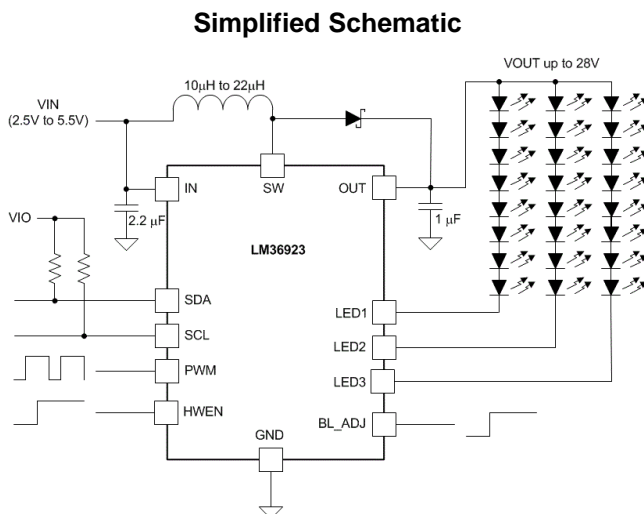 Simplified Schematic
VOUT up to 28V
10µH to 22µH
VIN
(2.5V to 5.5V)
IN
SW
OUT
2.2 µF
1 µF
VIO
LM36923
SDA
LED1
SCL
LED2
PWM
LED3
HWEN
BL_ADJ
GND